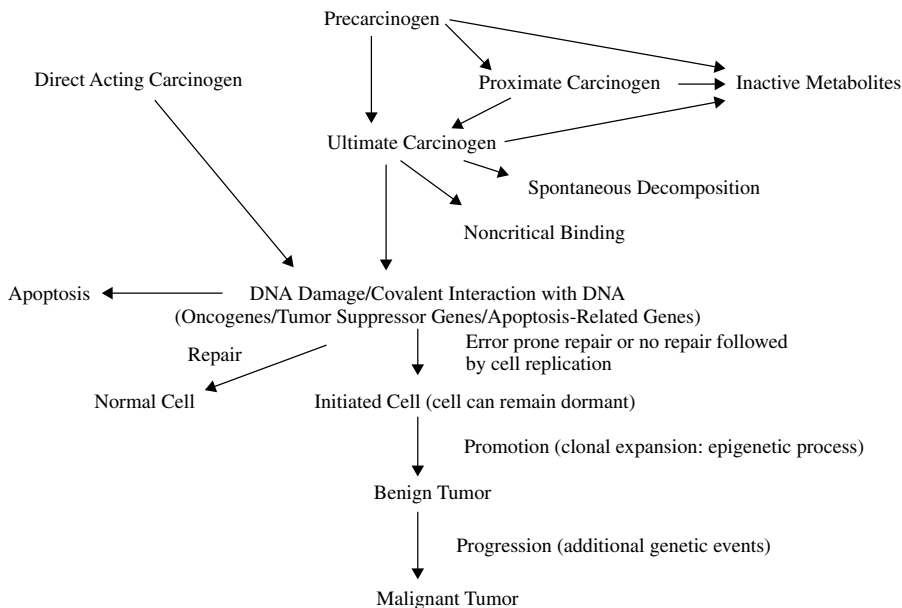 Precarcinogen
Direct Acting Carcinogen
Proximate Carcinogen
Inactive Metabolites
Ultimate Carcinogen
Spontaneous Decomposition
Noncritical Binding
Apoptosis
DNA Damage/Covalent Interaction with DNA
(Oncogenes/Tumor Suppressor Genes/Apoptosis-Related Genes)
Repair
Error prone repair or no repair followed
by cell replication
Normal Cell
Initiated Cell (cell can remain dormant)
Promotion (clonal expansion: epigenetic process)
Benign Tumor
Progression (additional genetic events)
Malignant Tumor